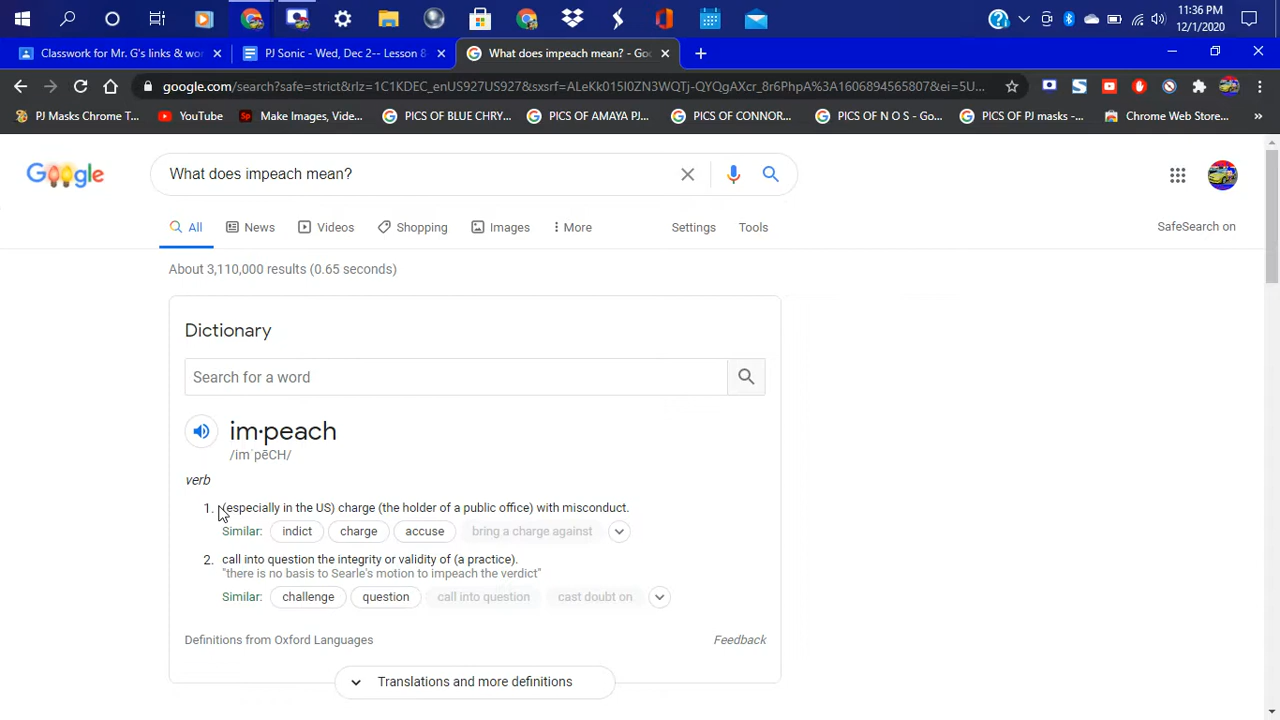 11:36 PM
12/1/2020
Classwork for Mr. G's links & wor
PJ Sonic - Wed, Dec 2-- Lesson 8
What does impeach mean? - Goo
google.com/search?safe=strict&rlz=1C1KDEC_enUS927US927&sxsrf=ALeKk015I0ZN3WQTj-QYQgAXcr_8r6PhpA%3A1606894565807&ei=5U...
PJ Masks Chrome T...
YouTube
Make Images, Vide...
PICS OF BLUE CHRY...
PICS OF AMAYA PJ...
PICS OF CONNOR...
PICS OF N O S - Go...
PICS OF PJ masks - ...
Chrome Web Store...
Google
What does impeach mean?
All
News
Videos
Shopping
Images
More
Settings
Tools
SafeSearch on
About 3,110,000 results (0.65 seconds)
Dictionary
Search for a word
im·peach
/imˈpēCH/
verb
1. (especially in the US) charge (the holder of a public office) with misconduct.
Similar: indict charge accuse bring a charge against
2. call into question the integrity or validity of (a practice).
"there is no basis to Searle's motion to impeach the verdict"
Similar: challenge question call into question cast doubt on
Definitions from Oxford Languages
Feedback
Translations and more definitions